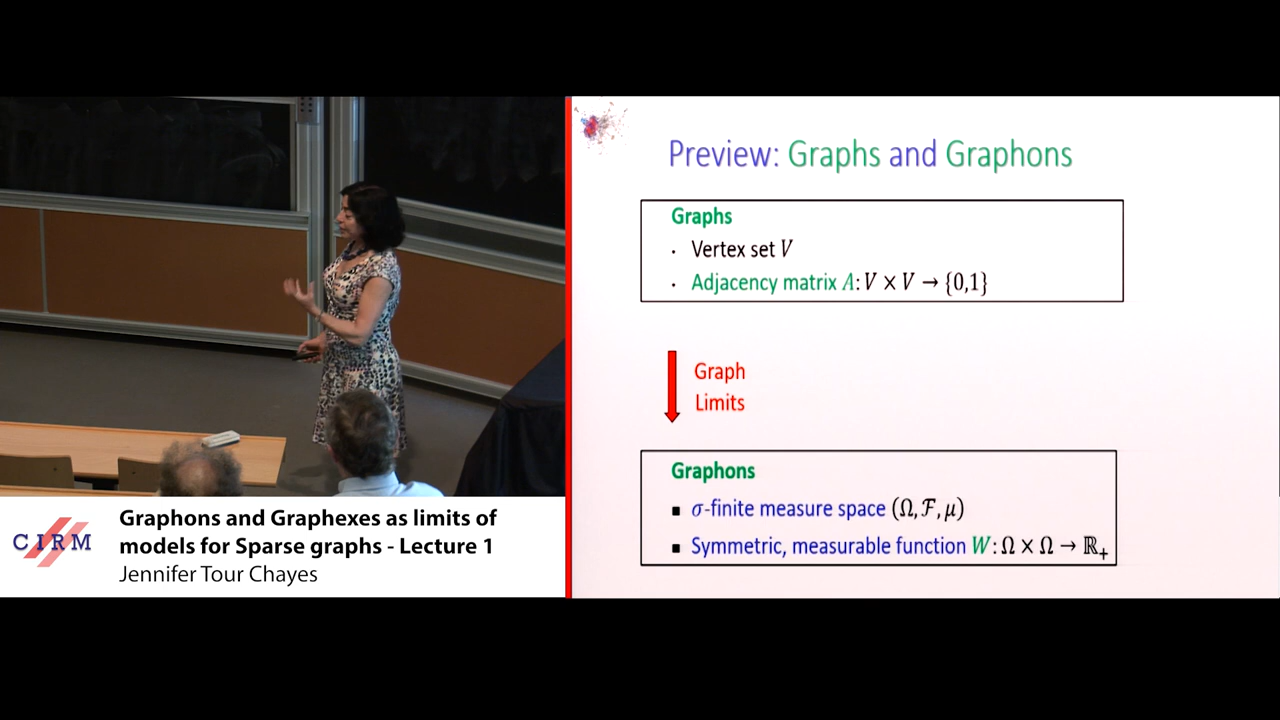 Preview: Graphs and Graphons
Graphs
· Vertex set V
· Adjacency matrix A: V × V → {0,1}
Graph
Limits
Graphons
▪ σ-finite measure space (Ω, ℱ, μ)
▪ Symmetric, measurable function W: Ω × Ω → ℝ₊
CIRM
Graphons and Graphexes as limits of
models for Sparse graphs - Lecture 1
Jennifer Tour Chayes